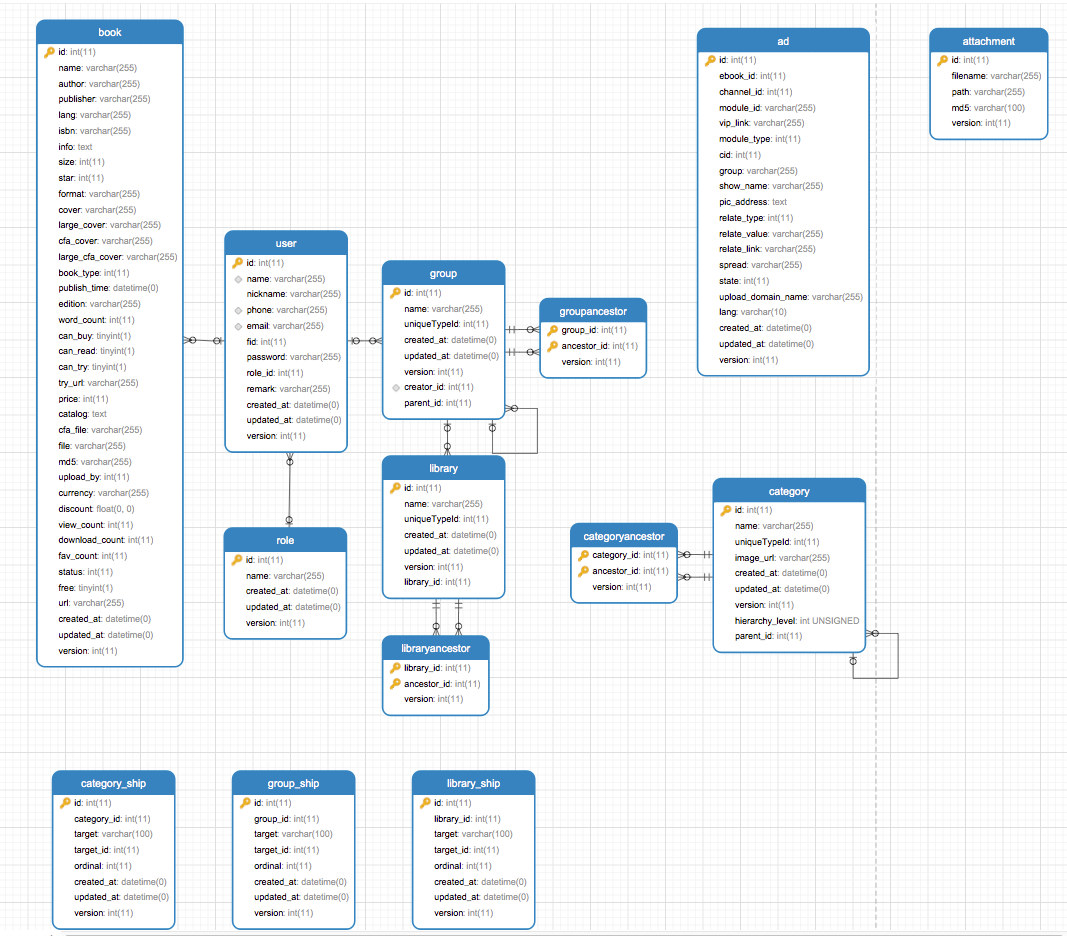 book
id: int(11)
name: varchar(255)
author: varchar(255)
publisher: varchar(255)
lang: varchar(255)
isbn: varchar(255)
info: text
size: int(11)
star: int(11)
format: varchar(255)
cover: varchar(255)
large_cover: varchar(255)
cfa_cover: varchar(255)
large_cfa_cover: varchar(255)
book_type: int(11)
publish_time: datetime(0)
edition: varchar(255)
word_count: int(11)
can_buy: tinyint(1)
can_read: tinyint(1)
can_try: tinyint(1)
try_url: varchar(255)
price: int(11)
catalog: text
cfa_file: varchar(255)
file: varchar(255)
md5: varchar(255)
upload_by: int(11)
currency: varchar(255)
discount: float(0, 0)
view_count: int(11)
download_count: int(11)
fav_count: int(11)
status: int(11)
free: tinyint(1)
url: varchar(255)
created_at: datetime(0)
updated_at: datetime(0)
version: int(11)
user
id: int(11)
name: varchar(255)
nickname: varchar(255)
phone: varchar(255)
email: varchar(255)
fid: int(11)
password: varchar(255)
role_id: int(11)
remark: varchar(255)
created_at: datetime(0)
updated_at: datetime(0)
version: int(11)
role
id: int(11)
name: varchar(255)
created_at: datetime(0)
updated_at: datetime(0)
version: int(11)
group
id: int(11)
name: varchar(255)
uniqueTypeId: int(11)
created_at: datetime(0)
updated_at: datetime(0)
version: int(11)
creator_id: int(11)
parent_id: int(11)
groupancestor
group_id: int(11)
ancestor_id: int(11)
version: int(11)
library
id: int(11)
name: varchar(255)
uniqueTypeId: int(11)
created_at: datetime(0)
updated_at: datetime(0)
version: int(11)
library_id: int(11)
libraryancestor
library_id: int(11)
ancestor_id: int(11)
version: int(11)
ad
id: int(11)
ebook_id: int(11)
channel_id: int(11)
module_id: varchar(255)
vip_link: varchar(255)
module_type: int(11)
cid: int(11)
group: varchar(255)
show_name: varchar(255)
pic_address: text
relate_type: int(11)
relate_value: varchar(255)
relate_link: varchar(255)
spread: varchar(255)
state: int(11)
upload_domain_name: varchar(255)
lang: varchar(10)
created_at: datetime(0)
updated_at: datetime(0)
version: int(11)
attachment
id: int(11)
filename: varchar(255)
path: varchar(255)
md5: varchar(100)
version: int(11)
categoryancestor
category_id: int(11)
ancestor_id: int(11)
version: int(11)
category
id: int(11)
name: varchar(255)
uniqueTypeId: int(11)
image_url: varchar(255)
created_at: datetime(0)
updated_at: datetime(0)
version: int(11)
hierarchy_level: int UNSIGNED
parent_id: int(11)
category_ship
id: int(11)
category_id: int(11)
target: varchar(100)
target_id: int(11)
ordinal: int(11)
created_at: datetime(0)
updated_at: datetime(0)
version: int(11)
group_ship
id: int(11)
group_id: int(11)
target: varchar(100)
target_id: int(11)
ordinal: int(11)
created_at: datetime(0)
updated_at: datetime(0)
version: int(11)
library_ship
id: int(11)
library_id: int(11)
target: varchar(100)
target_id: int(11)
ordinal: int(11)
created_at: datetime(0)
updated_at: datetime(0)
version: int(11)